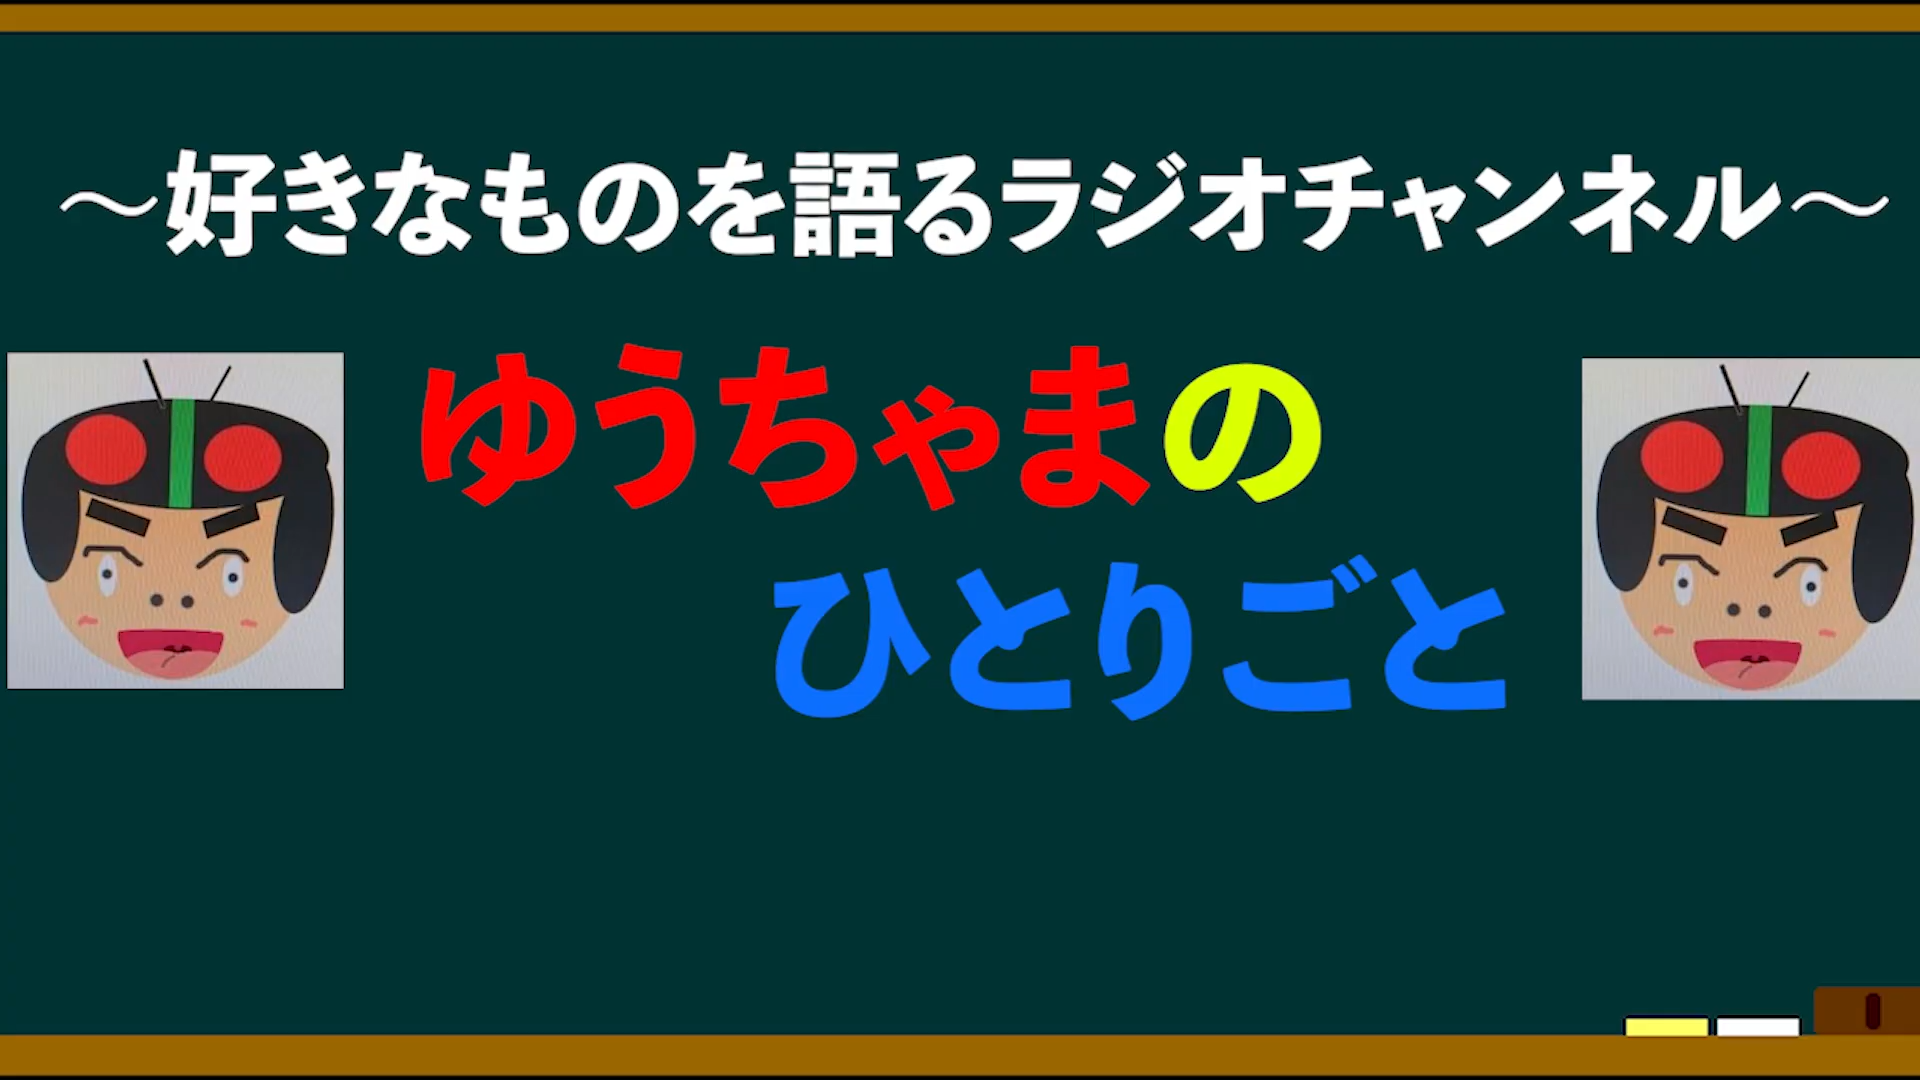 ～好きなものを語るラジオチャンネル～
ゆうちゃまの
ひとりごと